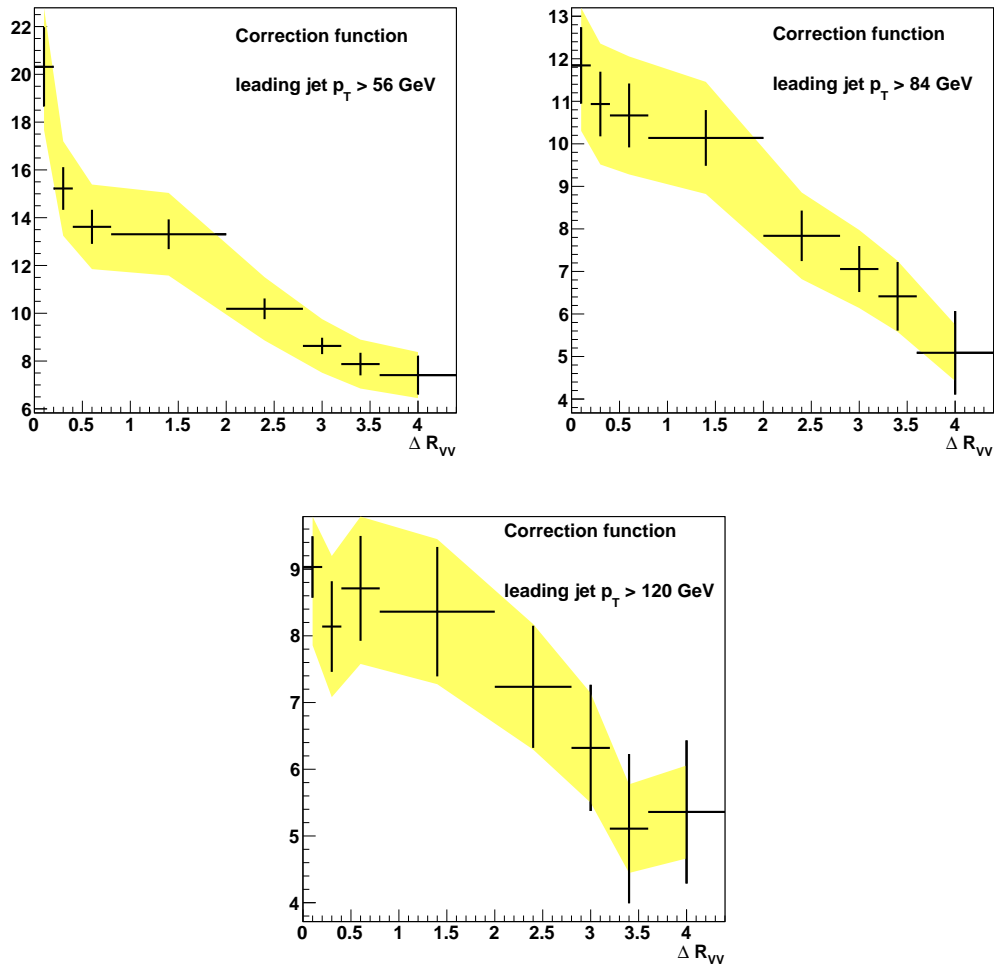 Correction function
leading jet p_T > 56 GeV
22
20
18
16
14
12
10
8
6
0 0.5 1 1.5 2 2.5 3 3.5 4
Δ R_VV
Correction function
leading jet p_T > 84 GeV
13
12
11
10
9
8
7
6
5
4
0 0.5 1 1.5 2 2.5 3 3.5 4
Δ R_VV
Correction function
leading jet p_T > 120 GeV
9
8
7
6
5
4
0 0.5 1 1.5 2 2.5 3 3.5 4
Δ R_VV